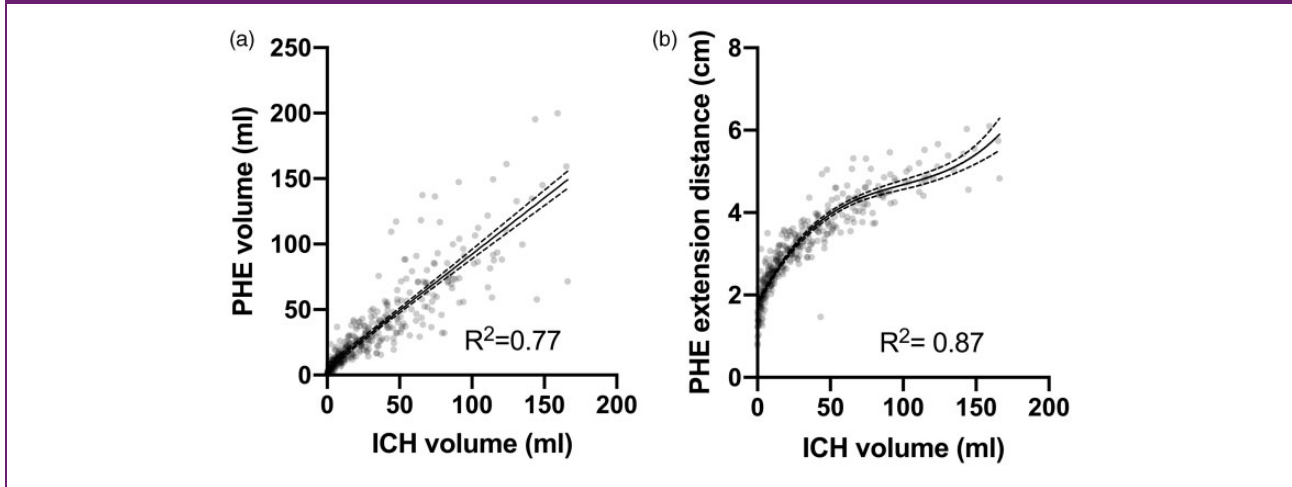 (a)
250
200
150
100
50
0
PHE volume (ml)
R²=0.77
0 50 100 150 200
ICH volume (ml)
(b)
8
6
4
2
0
PHE extension distance (cm)
R²= 0.87
0 50 100 150 200
ICH volume (ml)